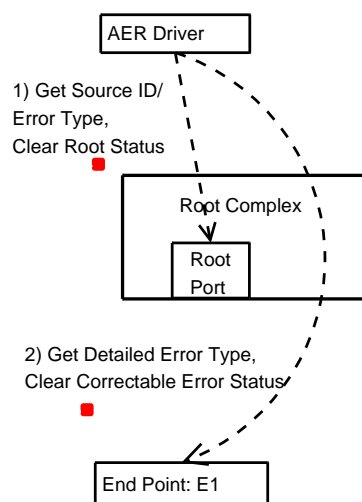 AER Driver
1) Get Source ID/
Error Type,
Clear Root Status
Root Complex
Root
Port
2) Get Detailed Error Type,
Clear Correctable Error Status
End Point: E1